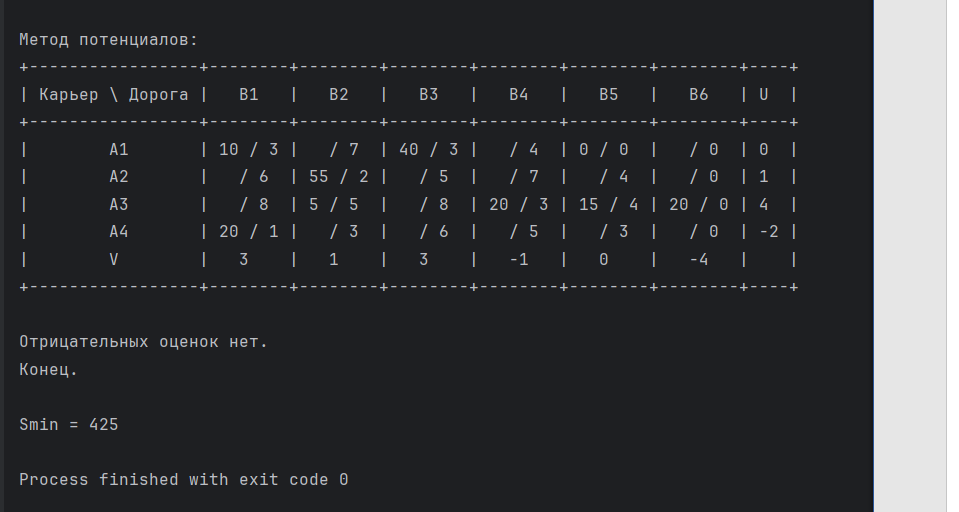 Метод потенциалов:
+-----------------+--------+--------+--------+--------+--------+--------+----+
| Карьер \ Дорога |   B1   |   B2   |   B3   |   B4   |   B5   |   B6   | U  |
+-----------------+--------+--------+--------+--------+--------+--------+----+
|        A1       | 10 / 3 |   / 7  | 40 / 3 |   / 4  | 0 / 0  |   / 0  | 0  |
|        A2       |   / 6  | 55 / 2 |   / 5  |   / 7  |   / 4  |   / 0  | 1  |
|        A3       |   / 8  | 5 / 5  |   / 8  | 20 / 3 | 15 / 4 | 20 / 0 | 4  |
|        A4       | 20 / 1 |   / 3  |   / 6  |   / 5  |   / 3  |   / 0  | -2 |
|        V        |   3    |   1    |   3    |   -1   |   0    |   -4   |    |
+-----------------+--------+--------+--------+--------+--------+--------+----+
Отрицательных оценок нет.
Конец.
Smin = 425
Process finished with exit code 0